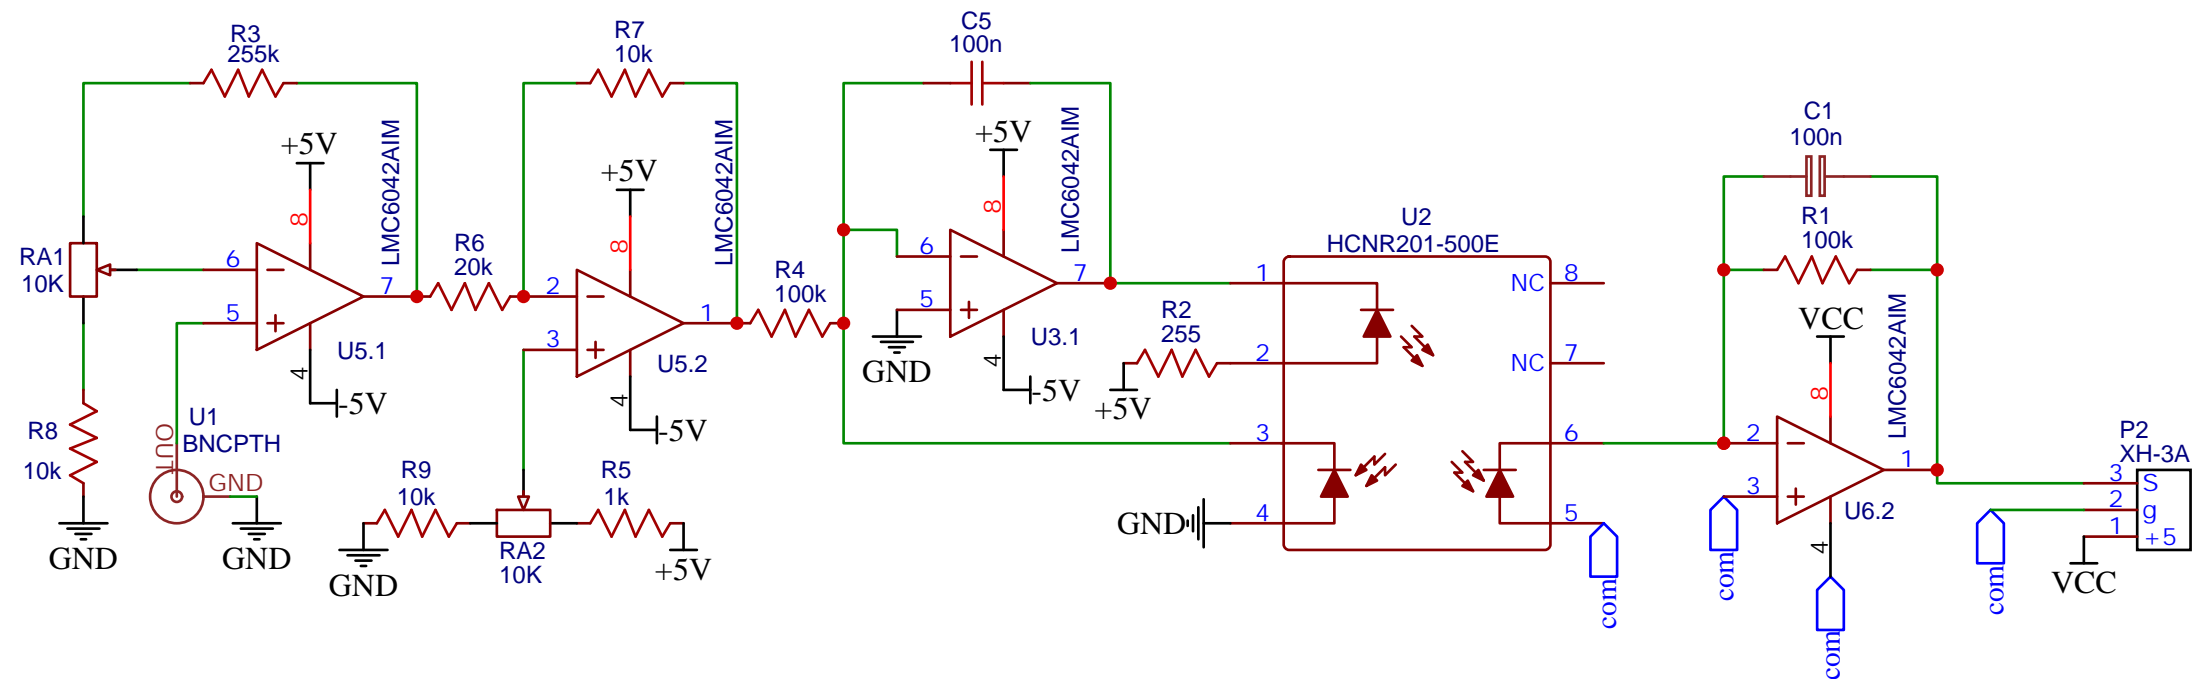 R3
255k
+5V
8
LMC6042AIM
RA1
10K
6
5
7
4
U5.1
-5V
R8
10k
GND
U1
BNCPTH
OUT
GND
GND
R7
10k
+5V
8
LMC6042AIM
R6
20k
2
3
1
4
U5.2
-5V
R9
10k
GND
RA2
10K
R5
1k
+5V
R4
100k
C5
100n
+5V
8
LMC6042AIM
6
5
7
4
GND
U3.1
-5V
U2
HCNR201-500E
1
2
3
4
NC 8
NC 7
6
5
R2
255
+5V
GND
com
C1
100n
R1
100k
VCC
8
LMC6042AIM
2
3
1
4
U6.2
com
com
P2
XH-3A
3 S
2 g
1 +5
com
VCC